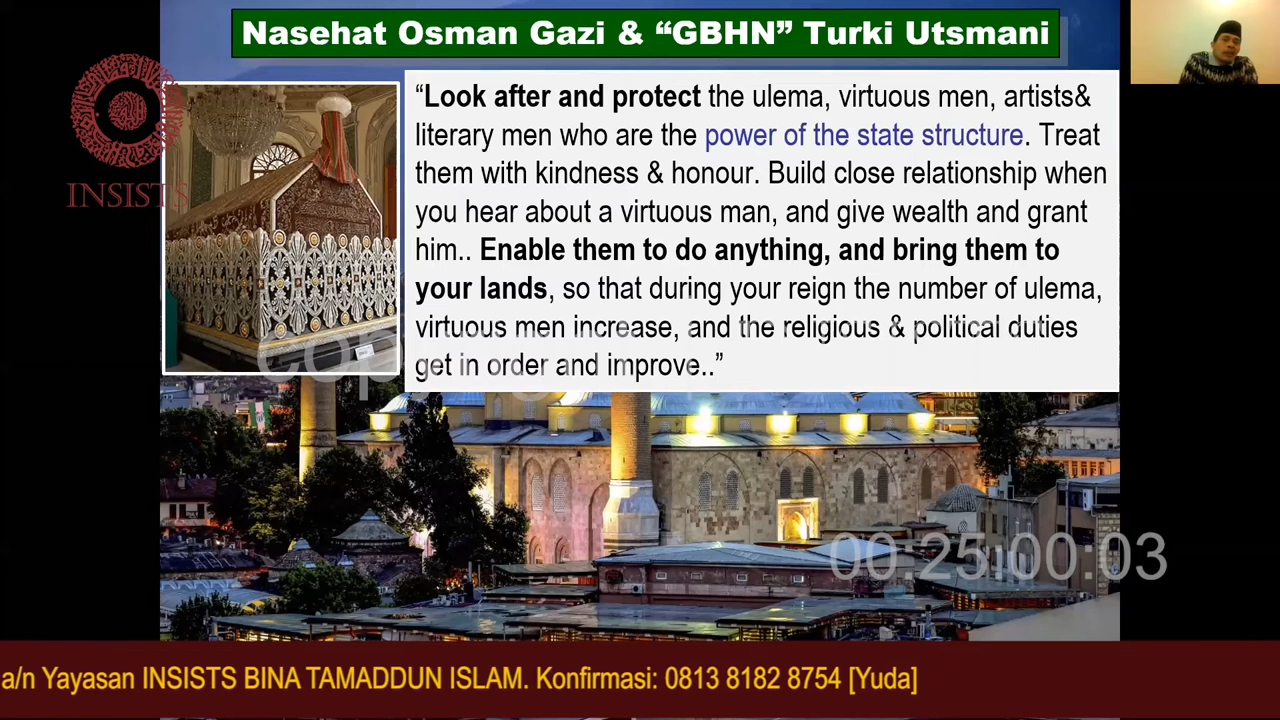 Nasehat Osman Gazi & “GBHN” Turki Utsmani
INSISTS
“Look after and protect the ulema, virtuous men, artists&
literary men who are the power of the state structure. Treat
them with kindness & honour. Build close relationship when
you hear about a virtuous man, and give wealth and grant
him.. Enable them to do anything, and bring them to
your lands, so that during your reign the number of ulema,
virtuous men increase, and the religious & political duties
get in order and improve..”
00:25:00:03
a/n Yayasan INSISTS BINA TAMADDUN ISLAM. Konfirmasi: 0813 8182 8754 [Yuda]